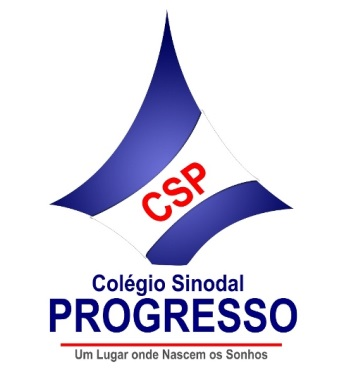 CSP
Colégio Sinodal
PROGRESSO
Um Lugar onde Nascem os Sonhos